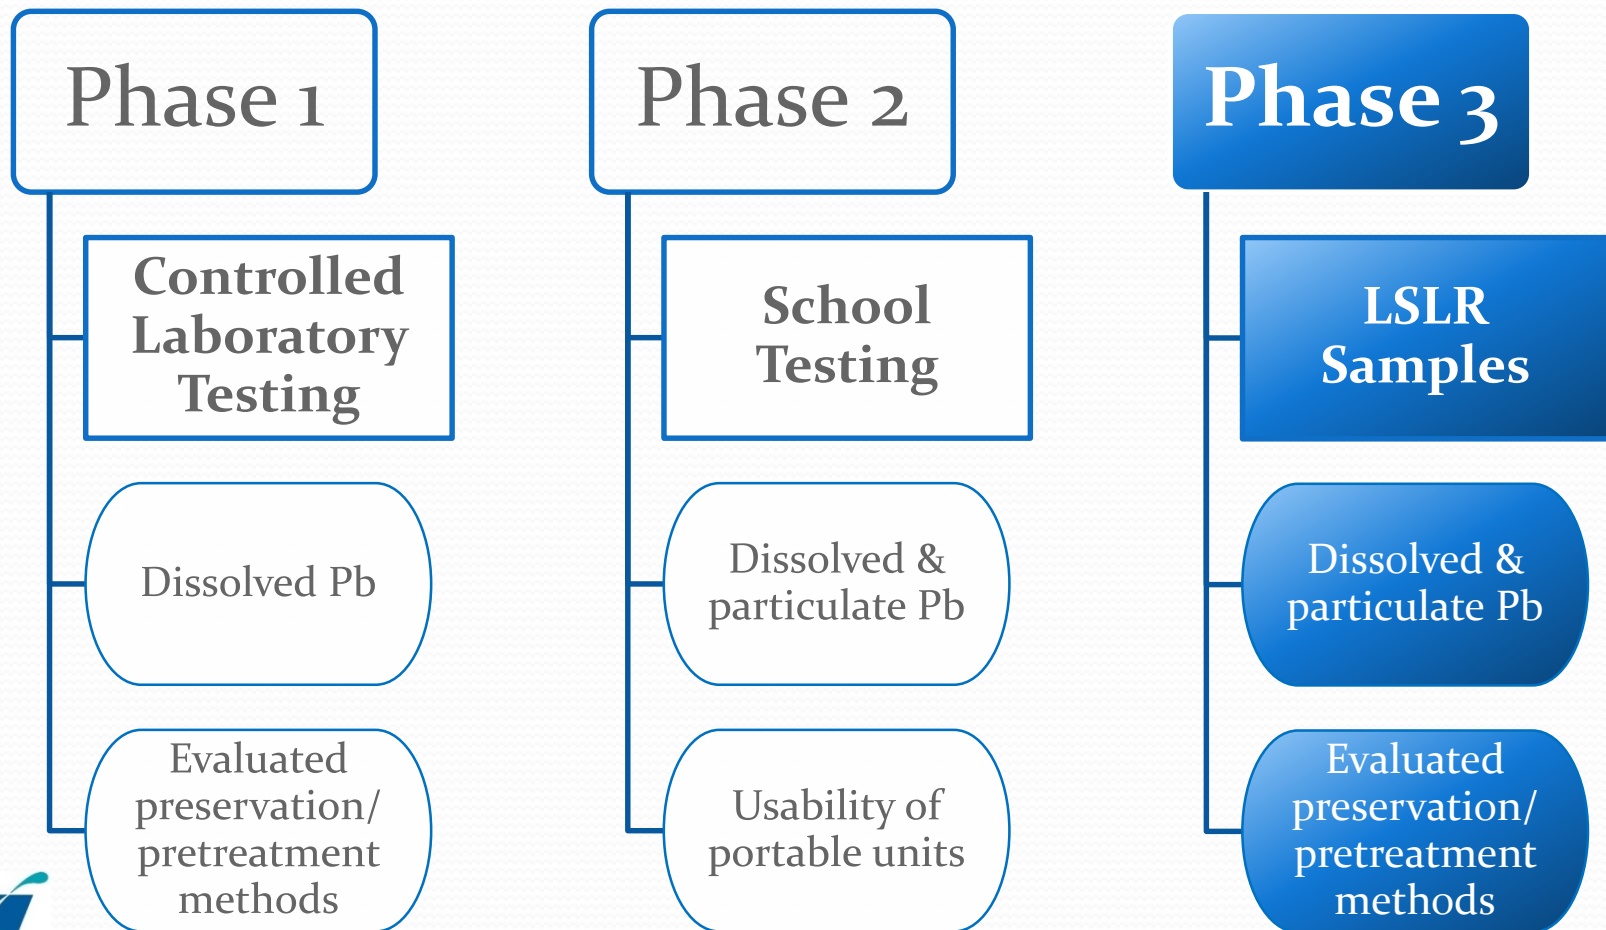 Phase 1
Controlled
Laboratory
Testing
Dissolved Pb
Evaluated
preservation/
pretreatment
methods
Phase 2
School
Testing
Dissolved &
particulate Pb
Usability of
portable units
Phase 3
LSLR
Samples
Dissolved &
particulate Pb
Evaluated
preservation/
pretreatment
methods